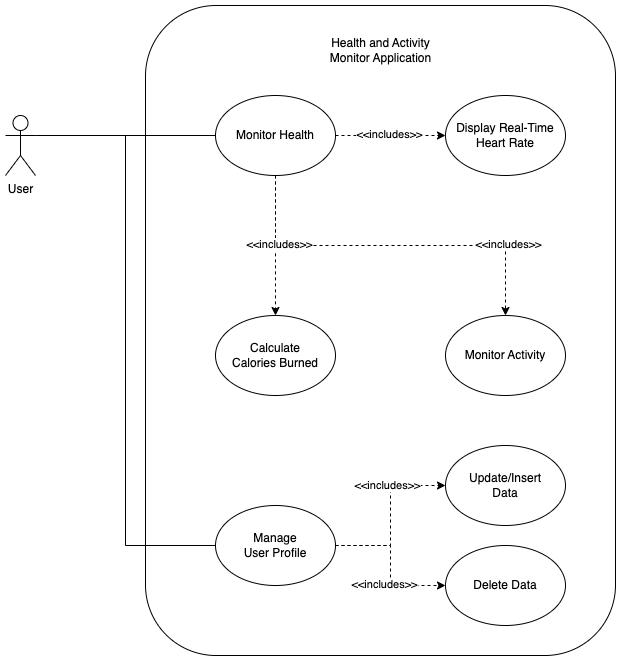 Health and Activity
Monitor Application
Monitor Health
<<includes>>
Display Real-Time
Heart Rate
User
<<includes>>
<<includes>>
Calculate
Calories Burned
Monitor Activity
<<includes>>
Update/Insert
Data
Manage
User Profile
<<includes>>
Delete Data